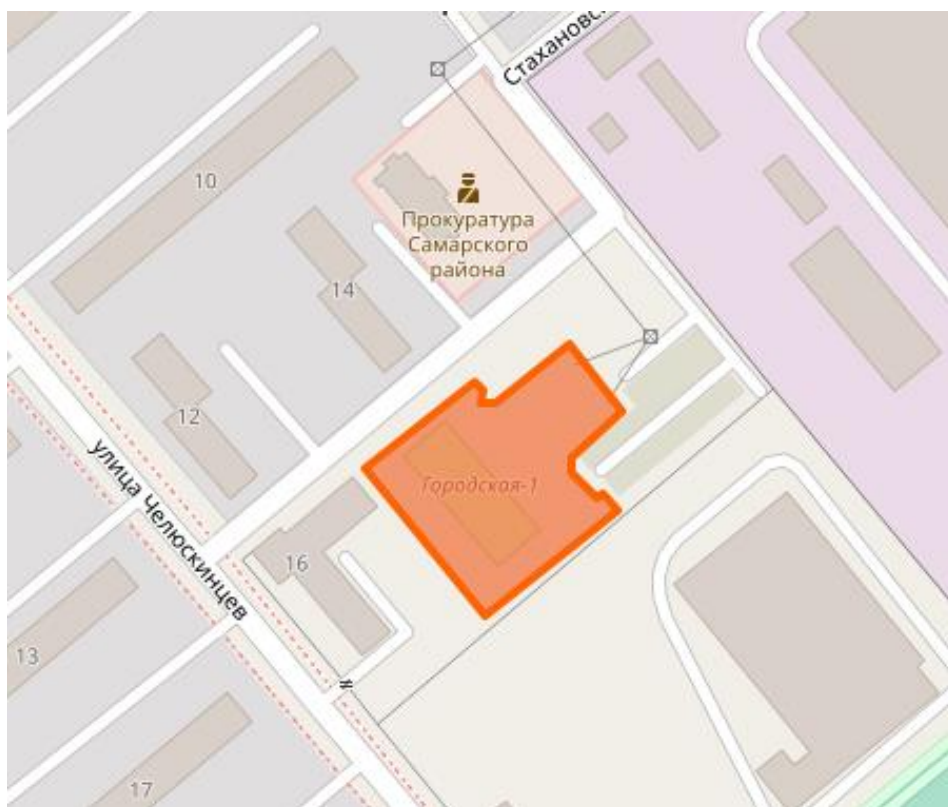 Стахановс
10
Прокуратура
Самарского
района
14
12
улица Челюскинцев
Городская-1
16
13
17